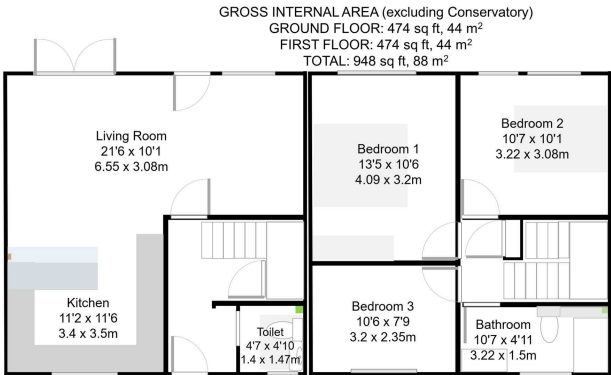 GROSS INTERNAL AREA (excluding Conservatory)
GROUND FLOOR: 474 sq ft, 44 m²
FIRST FLOOR: 474 sq ft, 44 m²
TOTAL: 948 sq ft, 88 m²
Living Room
21'6 x 10'1
6.55 x 3.08m
Kitchen
11'2 x 11'6
3.4 x 3.5m
Toilet
4'7 x 4'10
1.4 x 1.47m
Bedroom 1
13'5 x 10'6
4.09 x 3.2m
Bedroom 2
10'7 x 10'1
3.22 x 3.08m
Bedroom 3
10'6 x 7'9
3.2 x 2.35m
Bathroom
10'7 x 4'11
3.22 x 1.5m